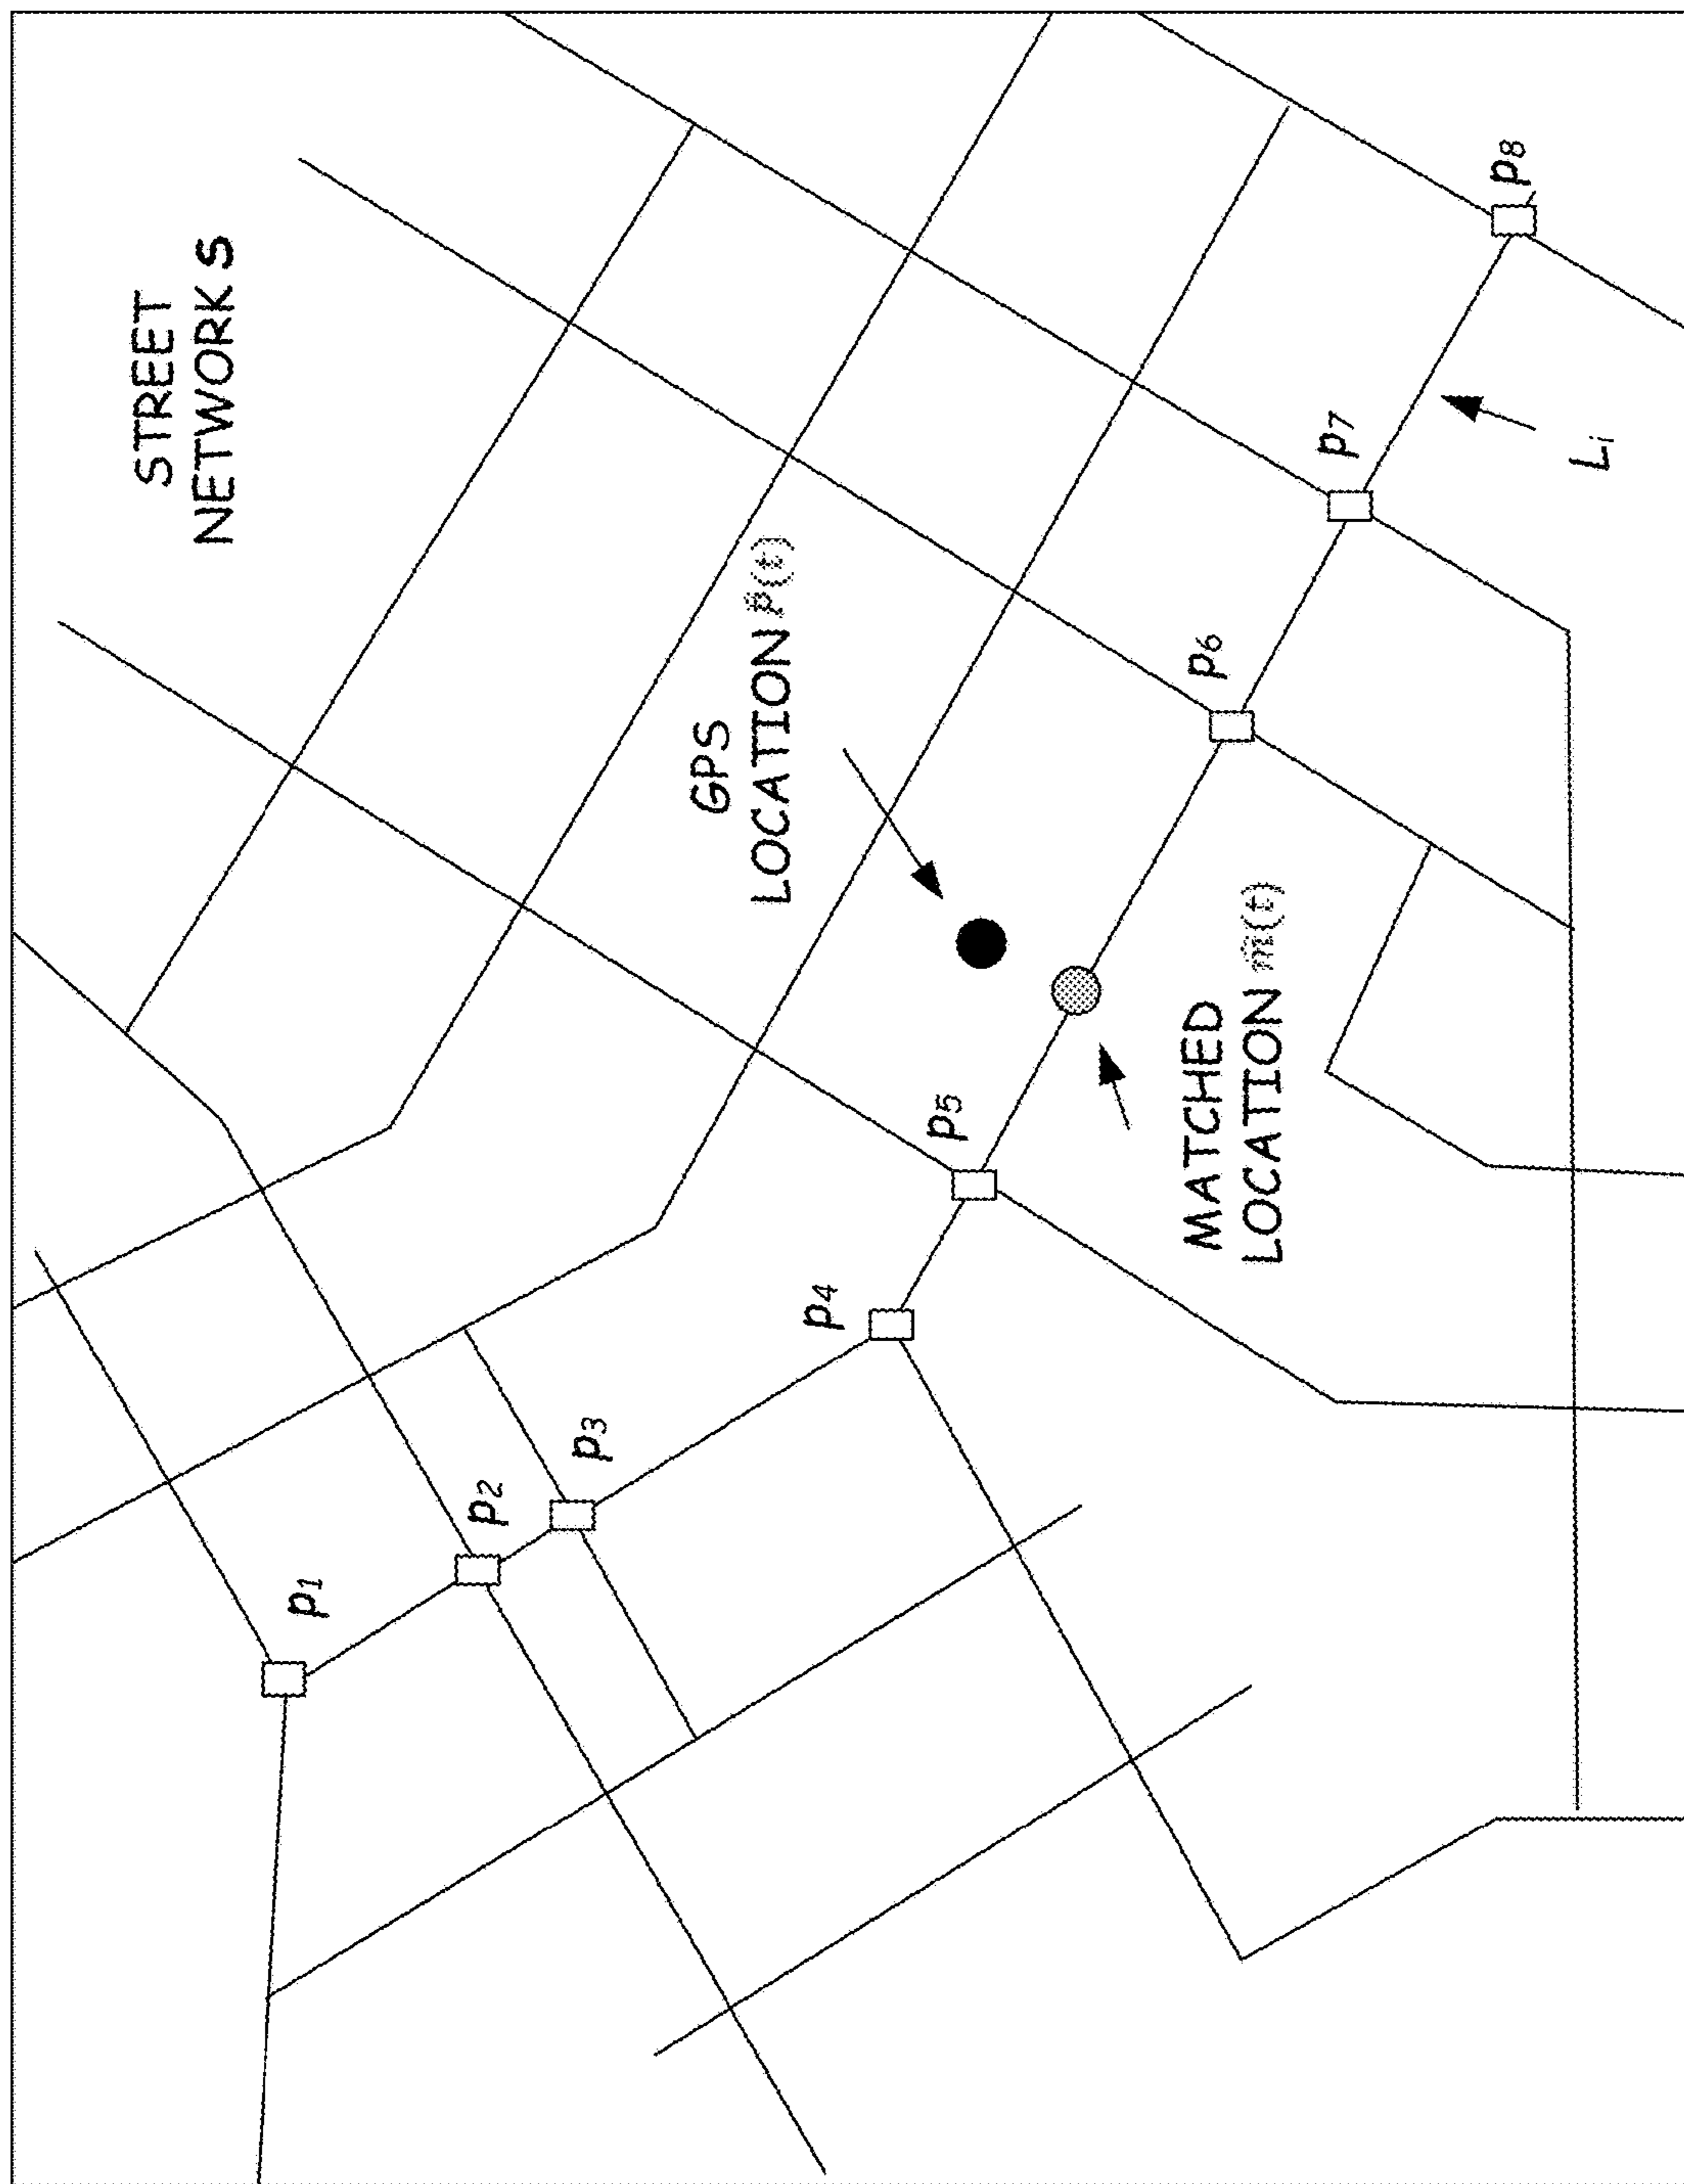 STREET
NETWORK S
GPS
LOCATION p̂(t)
MATCHED
LOCATION m̂(t)
p1
p2
p3
p4
p5
p6
p7
p8
Li